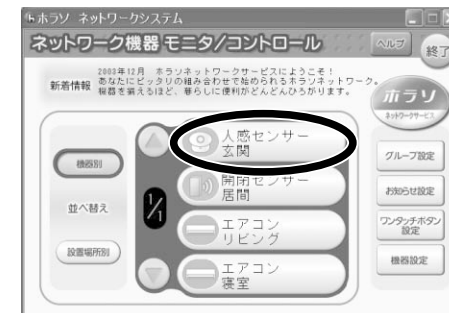 ホラソ ネットワークシステム
ネットワーク機器 モニタ/コントロール
ヘルプ
終了
新着情報
2003年12月 ホラソネットワークサービスにようこそ！
あなたにピッタリの組み合わせで始められるホラソネットワーク。
機器を揃えるほど、暮らしに便利がどんどんひろがります。
ホラソ
ネットワークサービス
機器別
並べ替え
設置場所別
1/1
人感センサー
玄関
開閉センサー
居間
エアコン
リビング
エアコン
寝室
グループ設定
お知らせ設定
ワンタッチボタン
設定
機器設定